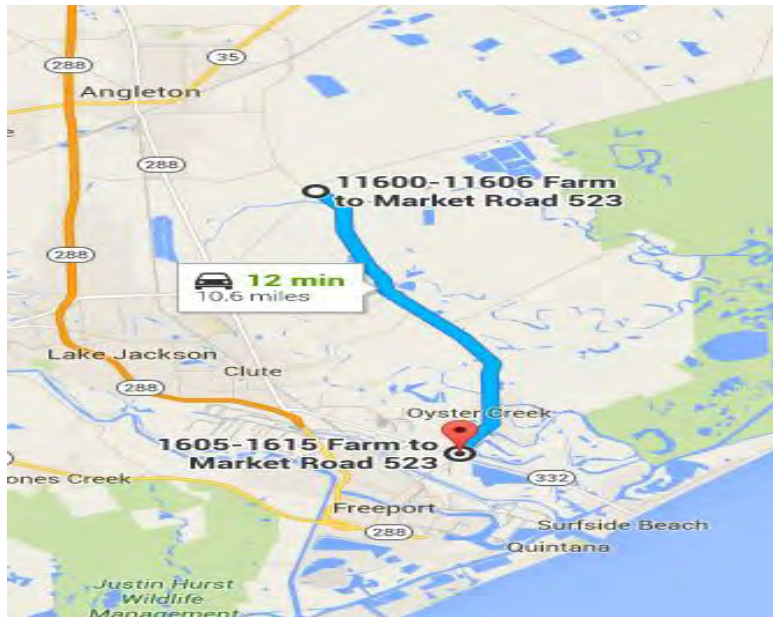 288
35
Angleton
288
11600-11606 Farm
to Market Road 523
288
12 min
10.6 miles
Lake Jackson
Clute
288
Oyster Creek
1605-1615 Farm to
Market Road 523
ones Creek
332
Freeport
Surfside Beach
288
Quintana
Justin Hurst
Wildlife
Management